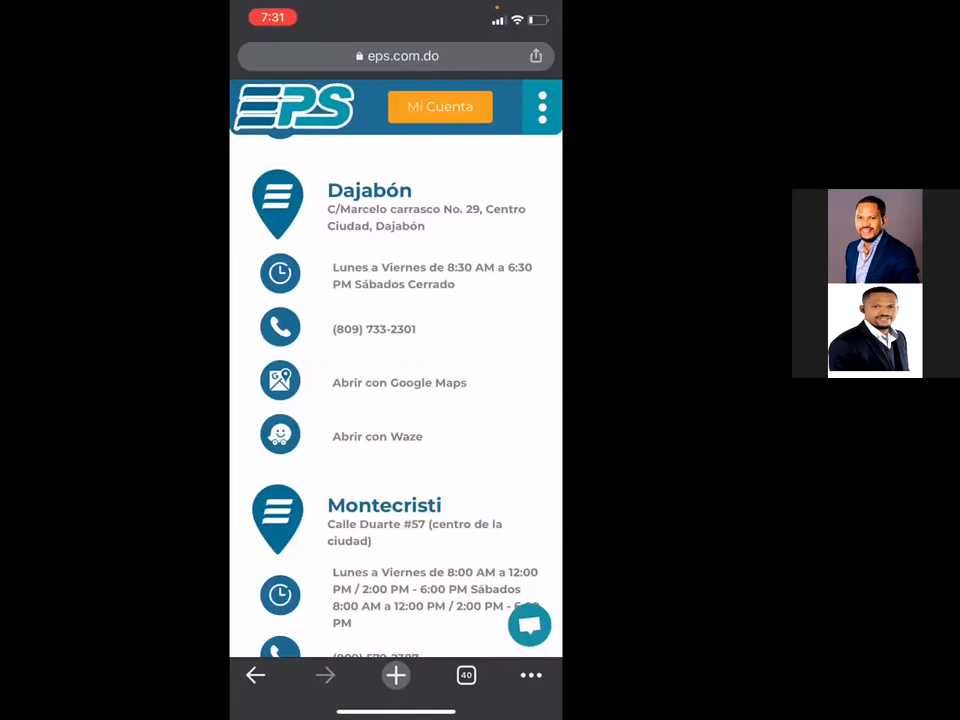 7:31
eps.com.do
EPS
Mi Cuenta
Dajabón
C/Marcelo carrasco No. 29, Centro
Ciudad, Dajabón
Lunes a Viernes de 8:30 AM a 6:30
PM Sábados Cerrado
(809) 733-2301
Abrir con Google Maps
Abrir con Waze
Montecristi
Calle Duarte #57 (centro de la
ciudad)
Lunes a Viernes de 8:00 AM a 12:00
PM / 2:00 PM - 6:00 PM Sábados
8:00 AM a 12:00 PM / 2:00 PM -
PM
40